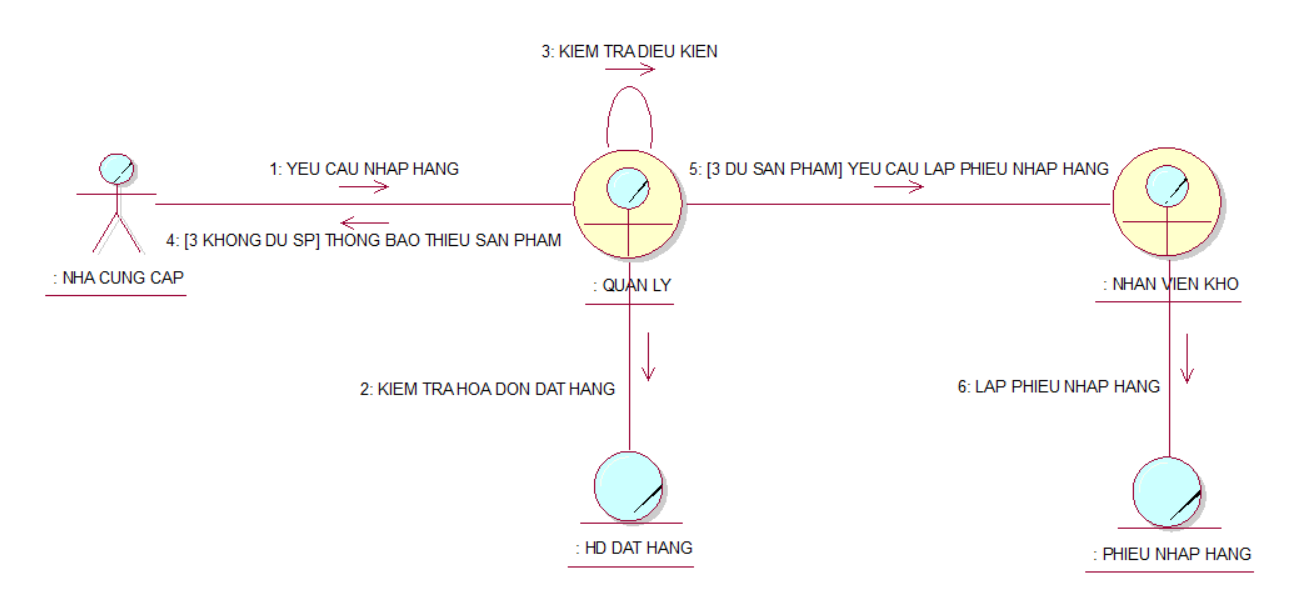 3: KIEM TRA DIEU KIEN
1: YEU CAU NHAP HANG
5: [3 DU SAN PHAM] YEU CAU LAP PHIEU NHAP HANG
4: [3 KHONG DU SP] THONG BAO THIEU SAN PHAM
: NHA CUNG CAP
: QUAN LY
: NHAN VIEN KHO
2: KIEM TRA HOA DON DAT HANG
6: LAP PHIEU NHAP HANG
: HD DAT HANG
: PHIEU NHAP HANG